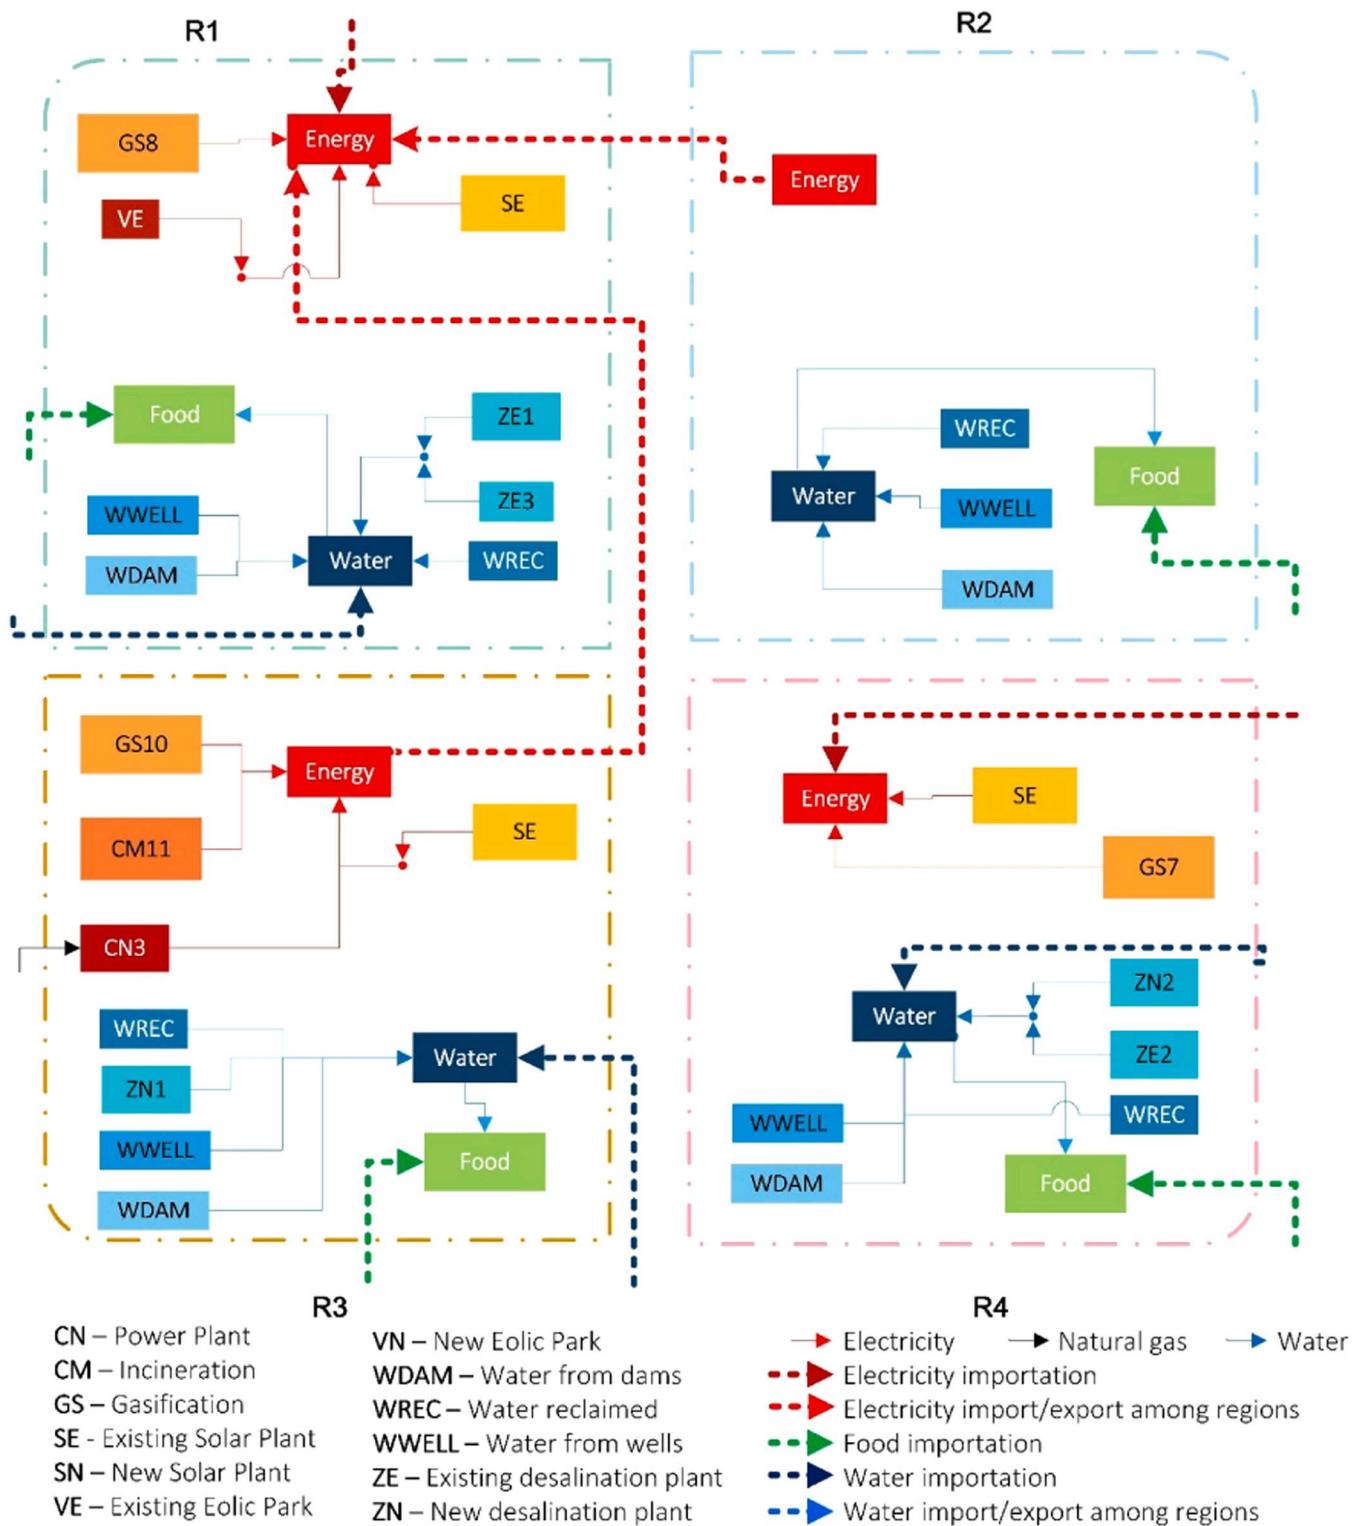 R1
R2
GS8
Energy
Energy
VE
SE
Food
ZE1
WREC
Water
Food
WWELL
ZE3
WWELL
WDAM
Water
WREC
WDAM
GS10
Energy
Energy
SE
CM11
SE
GS7
CN3
ZN2
Water
WREC
Water
ZE2
ZN1
WWELL
WREC
WWELL
Food
WDAM
Food
WDAM
R3
R4
CN – Power Plant
CM – Incineration
GS – Gasification
SE - Existing Solar Plant
SN – New Solar Plant
VE – Existing Eolic Park
VN – New Eolic Park
WDAM – Water from dams
WREC – Water reclaimed
WWELL – Water from wells
ZE – Existing desalination plant
ZN – New desalination plant
Electricity
Natural gas
Water
Electricity importation
Electricity import/export among regions
Food importation
Water importation
Water import/export among regions